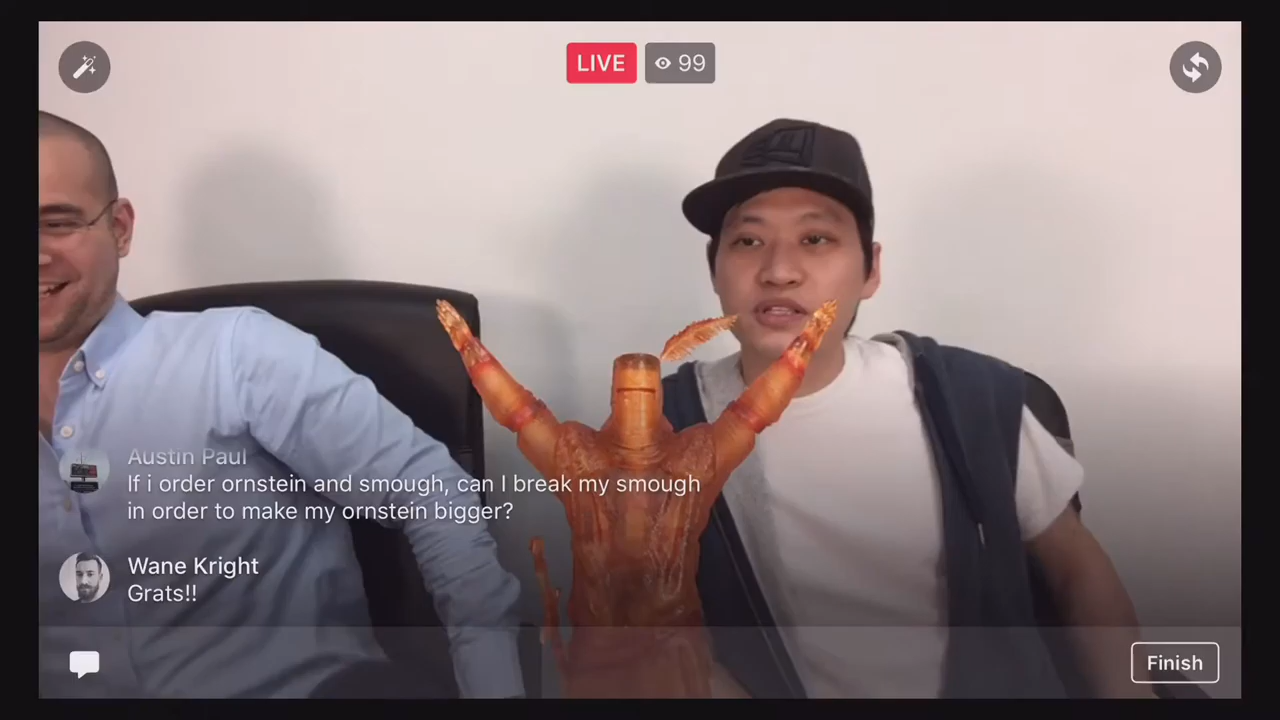 LIVE
99
Austin Paul
If i order ornstein and smough, can I break my smough
in order to make my ornstein bigger?
Wane Kright
Grats!!
Finish